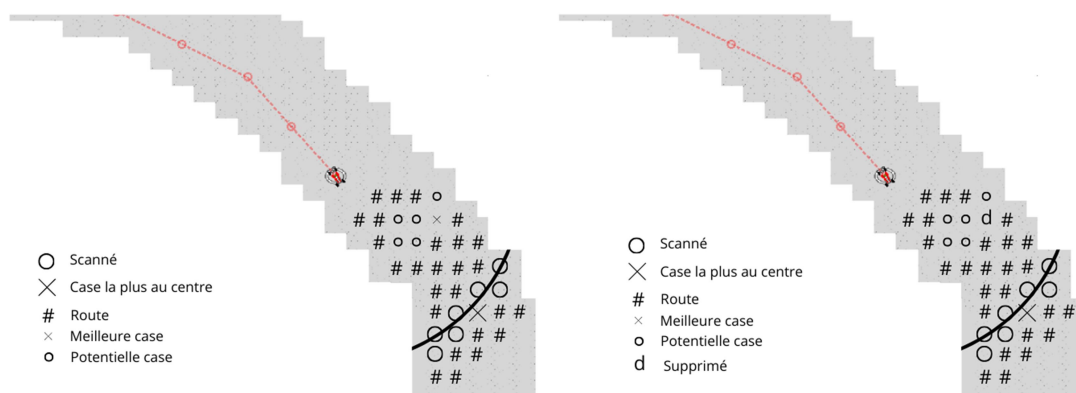 # # # o
# # o o × #
# o o # # #
# # # # # O
# # O O
# O X # #
O O # #
O # #
# #
O Scanné
X Case la plus au centre
# Route
× Meilleure case
o Potentielle case
# # # o
# # o o d #
# o o # # #
# # # # # O
# # O O
# O X # #
O O # #
O # #
# #
O Scanné
X Case la plus au centre
# Route
× Meilleure case
o Potentielle case
d Supprimé